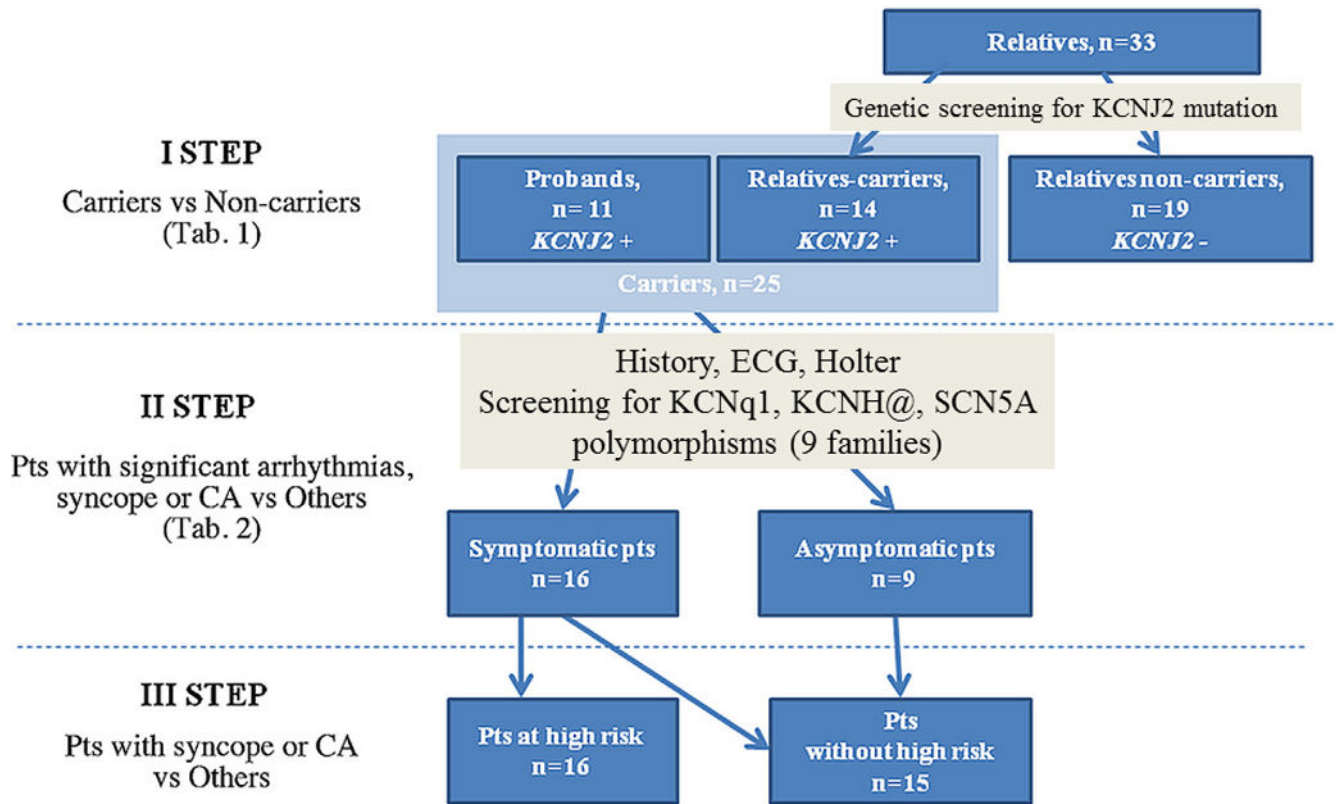 Relatives, n=33
Genetic screening for KCNJ2 mutation
I STEP
Carriers vs Non-carriers
(Tab. 1)
Probands,
n= 11
KCNJ2 +
Relatives-carriers,
n=14
KCNJ2 +
Relatives non-carriers,
n=19
KCNJ2 -
Carriers, n=25
History, ECG, Holter
Screening for KCNq1, KCNH@, SCN5A
polymorphisms (9 families)
II STEP
Pts with significant arrhythmias,
syncope or CA vs Others
(Tab. 2)
Symptomatic pts
n=16
Asymptomatic pts
n=9
III STEP
Pts with syncope or CA
vs Others
Pts at high risk
n=16
Pts
without high risk
n=15